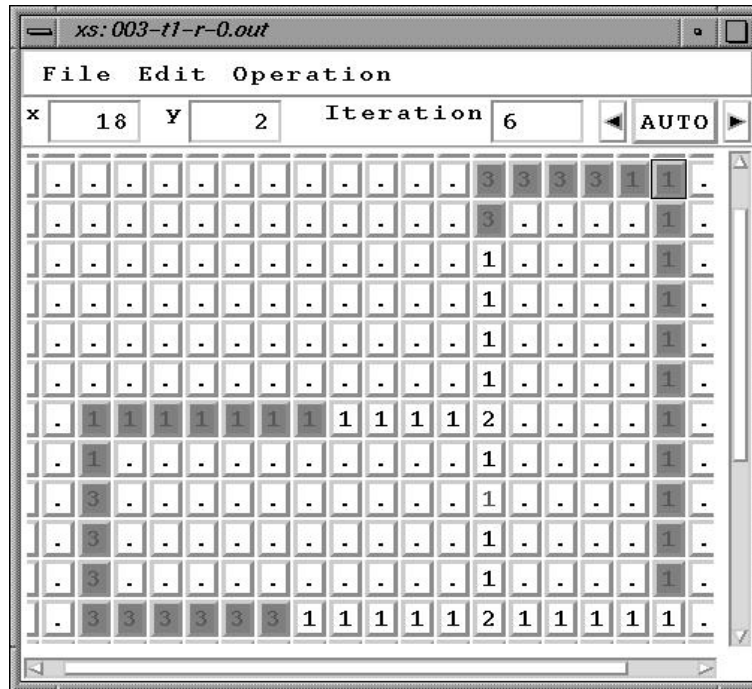 xs: 003-t1-r-0.out
File Edit Operation
x 18 y 2 Iteration 6 AUTO
. . . . . . . . . . . . 3 3 3 3 1 1 .
. . . . . . . . . . . . 3 . . . . 1 .
. . . . . . . . . . . . 1 . . . . 1 .
. . . . . . . . . . . . 1 . . . . 1 .
. . . . . . . . . . . . 1 . . . . 1 .
. . . . . . . . . . . . 1 . . . . 1 .
. 1 1 1 1 1 1 1 1 1 1 1 2 . . . . 1 .
. 1 . . . . . . . . . . 1 . . . . 1 .
. 3 . . . . . . . . . . 1 . . . . 1 .
. 3 . . . . . . . . . . 1 . . . . 1 .
. 3 . . . . . . . . . . 1 . . . . 1 .
. 3 3 3 3 3 3 1 1 1 1 1 2 1 1 1 1 1 .